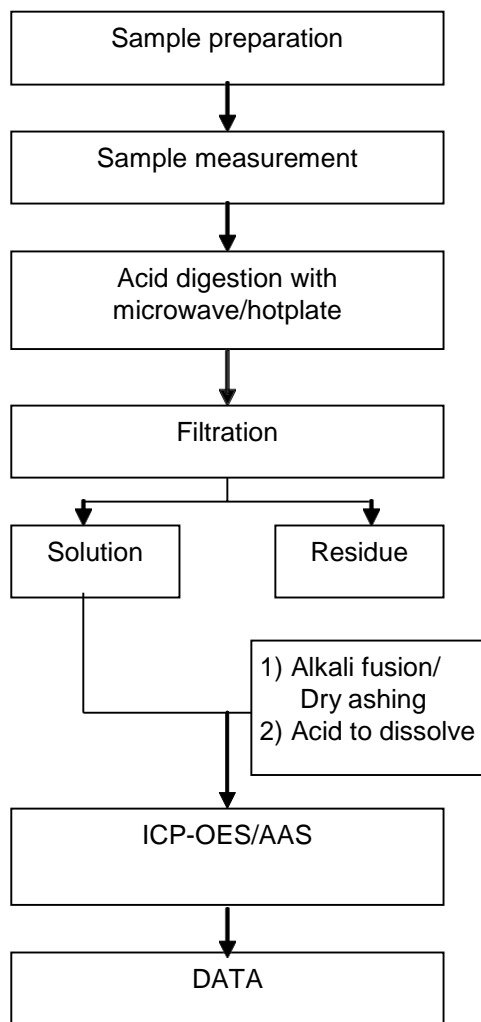 Sample preparation
Sample measurement
Acid digestion with
microwave/hotplate
Filtration
Solution
Residue
1) Alkali fusion/
Dry ashing
2) Acid to dissolve
ICP-OES/AAS
DATA